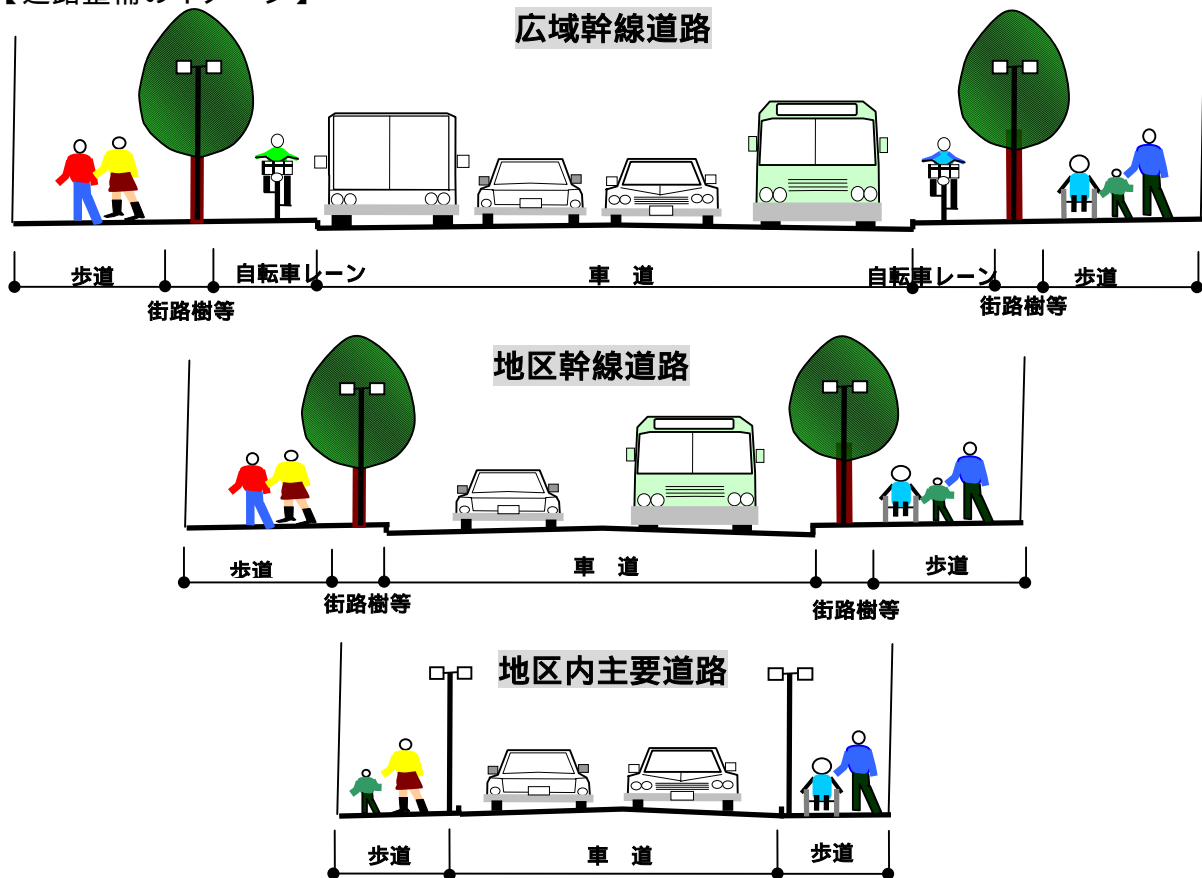 広域幹線道路
歩道
街路樹等
自転車レーン
車 道
自転車レーン
街路樹等
歩道
地区幹線道路
歩道
街路樹等
車 道
街路樹等
歩道
地区内主要道路
歩道
車 道
歩道